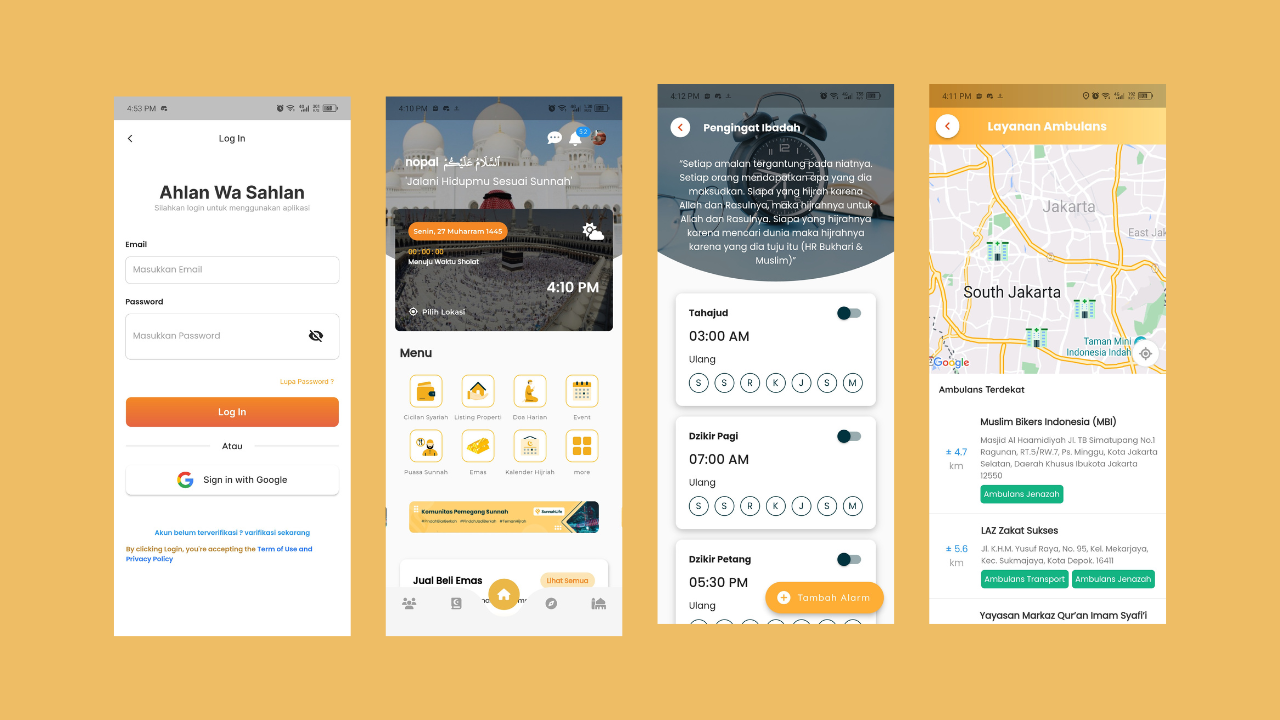 4:53 PM
Log In
Ahlan Wa Sahlan
Silahkan login untuk menggunakan aplikasi
Email
Masukkan Email
Password
Masukkan Password
Lupa Password ?
Log In
Atau
Sign in with Google
Akun belum terverifikasi ? varifikasi sekarang
By clicking Login, you're accepting the Term of Use and
Privacy Policy
4:10 PM
52
nopal اَلسَّلَامُ عَلَيْكُمْ
'Jalani Hidupmu Sesuai Sunnah'
Senin, 27 Muharram 1445
00 : 00 : 00
Menuju Waktu Sholat
4:10 PM
Pilih Lokasi
Menu
Cicilan Syariah
Listing Properti
Doa Harian
Event
Puasa Sunnah
Emas
Kalender Hijriah
more
Komunitas Pemegang Sunnah
SunnahLife
Jual Beli Emas
Lihat Semua
4:12 PM
Pengingat Ibadah
"Setiap amalan tergantung pada niatnya.
Setiap orang mendapatkan apa yang dia
moksudkan. Siapa yang hijrah karena
Allah dan Rasulnya, maka hijrahnya untuk
Allah dan Rasulnya. Siapa yang hijrahnya
karena mencari dunia maka hijrahnya
karena yang dia tuju itu (HR Bukhari &
Muslim)"
Tahajud
03:00 AM
Ulang
S S R K J S M
Dzikir Pagi
07:00 AM
Ulang
S S R K J S M
Dzikir Petang
05:30 PM
Ulang
Tambah Alarm
4:11 PM
Layanan Ambulans
Jakarta
East Jak
South Jakarta
Taman Mini
Indonesia Indah
Google
Ambulans Terdekat
Muslim Bikers Indonesia (MBI)
± 4.7
km
Masjid Al Haamidiyah Jl. TB Simatupang No.1
Ragunan, RT.5/RW.7, Ps. Minggu, Kota Jakarta
Selatan, Daerah Khusus Ibukota Jakarta
12550
Ambulans Jenazah
LAZ Zakat Sukses
± 5.6
km
Jl. K.H.M. Yusuf Raya, No. 95, Kel. Mekarjaya,
Kec. Sukmajaya, Kota Depok. 16411
Ambulans Transport
Ambulans Jenazah
Yayasan Markaz Qur'an Imam Syafi'i